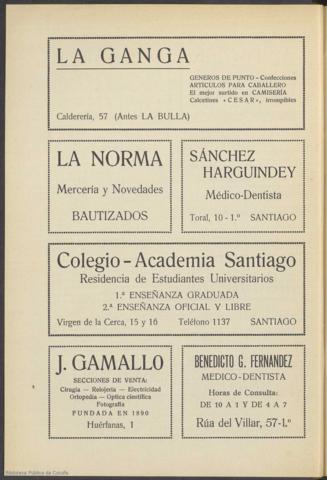 LA GANGA
GENEROS DE PUNTO - Confecciones
ARTICULOS PARA CABALLERO
El mejor surtido en CAMISERÍA
Calcetines «CESAR», irrompibles
Calderería, 57 (Antes LA BULLA)
LA NORMA
Mercería y Novedades
BAUTIZADOS
SÁNCHEZ
HARGUINDEY
Médico-Dentista
Toral, 10 - 1.º SANTIAGO
Colegio - Academia Santiago
Residencia de Estudiantes Universitarios
1.ª ENSEÑANZA GRADUADA
2.ª ENSEÑANZA OFICIAL Y LIBRE
Virgen de la Cerca, 15 y 16 Teléfono 1137 SANTIAGO
J. GAMALLO
SECCIONES DE VENTA:
Cirugía — Relojería — Electricidad
Ortopedia — Optica científica
Fotografía
FUNDADA EN 1890
Huérfanas, 1
BENEDICTO G. FERNANDEZ
MEDICO-DENTISTA
Horas de Consulta:
DE 10 A 1 Y DE 4 A 7
Rúa del Villar, 57-1.º
Biblioteca Pública de Coruña